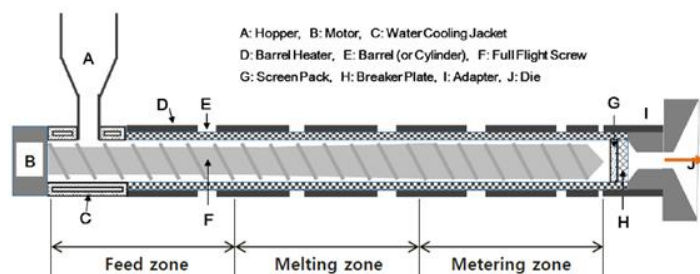 A: Hopper, B: Motor, C: Water Cooling Jacket
D: Barrel Heater, E: Barrel (or Cylinder), F: Full Flight Screw
G: Screen Pack, H: Breaker Plate, I: Adapter, J: Die
A
D
E
G
I
B
J
C
F
H
Feed zone
Melting zone
Metering zone